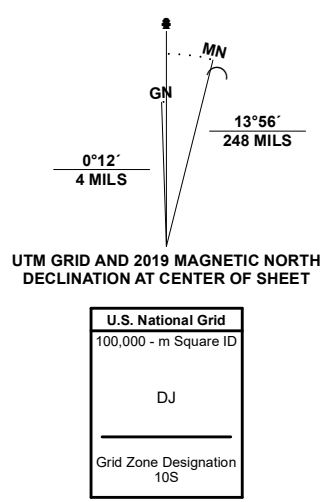 MN
GN
13°56´
248 MILS
0°12´
4 MILS
UTM GRID AND 2019 MAGNETIC NORTH
DECLINATION AT CENTER OF SHEET
U.S. National Grid
100,000 - m Square ID
DJ
Grid Zone Designation
10S